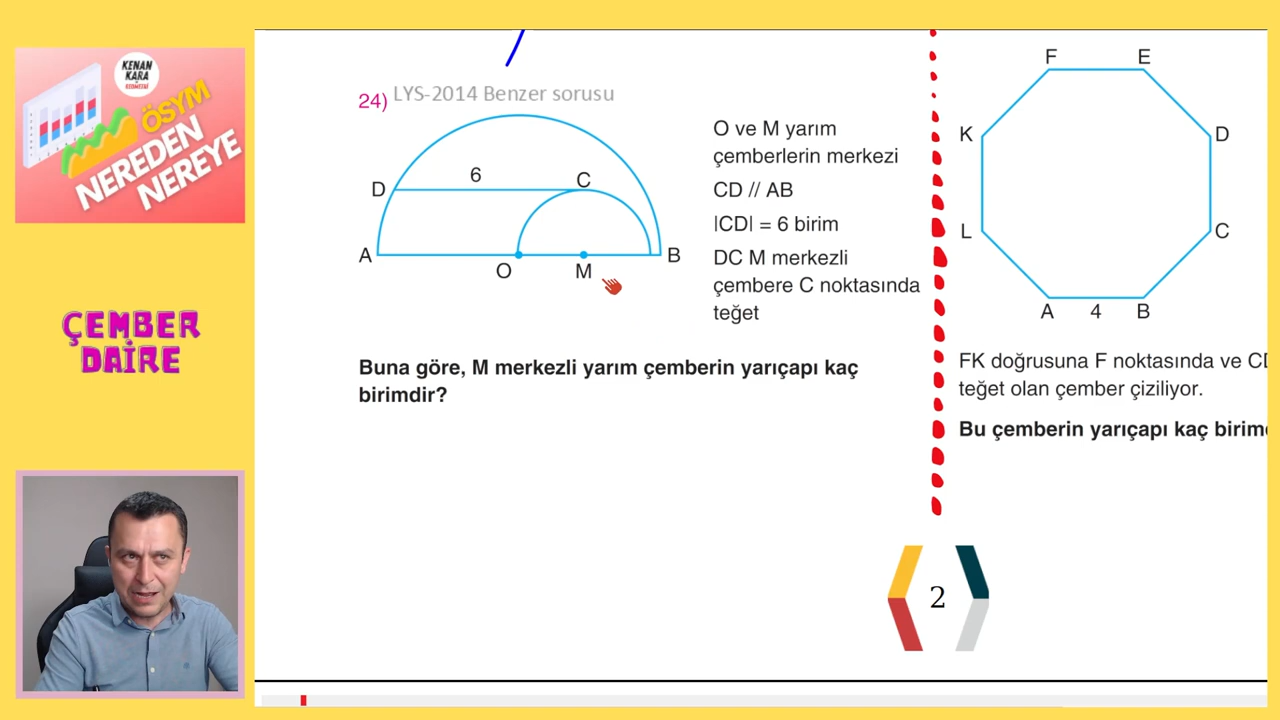 KENAN
KARA
GEOMETRİ
ÖSYM
NEREDEN
NEREYE
ÇEMBER
DAİRE
24) LYS-2014 Benzer sorusu
D
6
C
A
O
M
B
O ve M yarım
çemberlerin merkezi
CD // AB
|CD| = 6 birim
DC M merkezli
çembere C noktasında
teğet
Buna göre, M merkezli yarım çemberin yarıçapı kaç
birimdir?
F
E
K
D
L
C
A
4
B
FK doğrusuna F noktasında ve CD
teğet olan çember çiziliyor.
Bu çemberin yarıçapı kaç birim
2